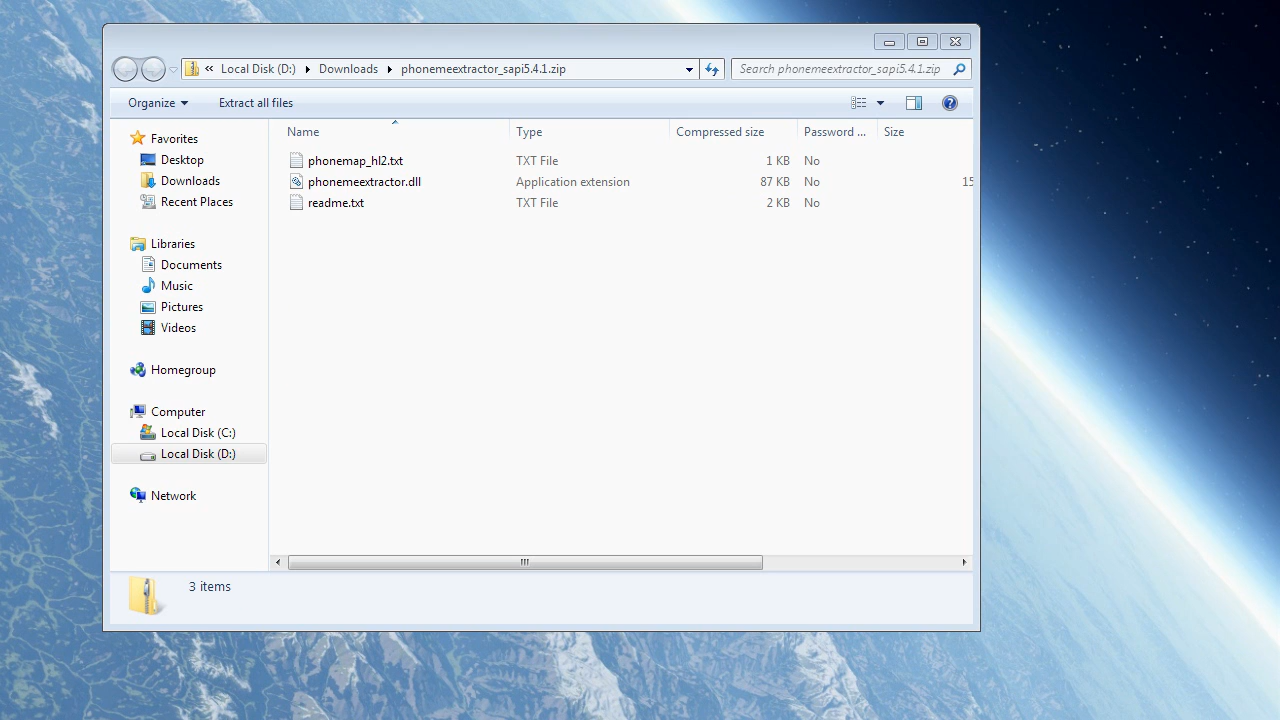 « Local Disk (D:) Downloads phonemeextractor_sapi5.4.1.zip Search phonemeextractor_sapi5.4.1.zip
Organize Extract all files
Favorites
Desktop
Downloads
Recent Places
Libraries
Documents
Music
Pictures
Videos
Homegroup
Computer
Local Disk (C:)
Local Disk (D:)
Network
Name Type Compressed size Password ... Size
phonemap_hl2.txt TXT File 1 KB No
phonemeextractor.dll Application extension 87 KB No 15
readme.txt TXT File 2 KB No
3 items